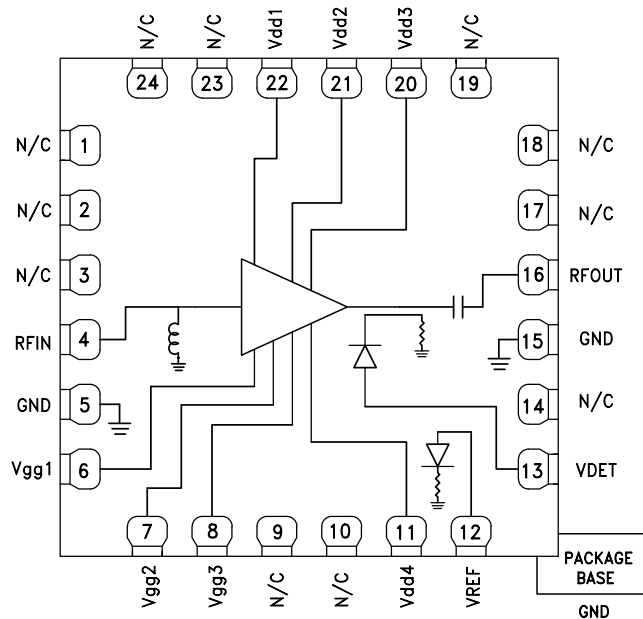 N/C
N/C
Vdd1
Vdd2
Vdd3
N/C
24
23
22
21
20
19
N/C
1
18
N/C
N/C
2
17
N/C
N/C
3
16
RFOUT
RFIN
4
15
GND
GND
5
14
N/C
Vgg1
6
13
VDET
7
8
9
10
11
12
Vgg2
Vgg3
N/C
N/C
Vdd4
VREF
PACKAGE
BASE
GND